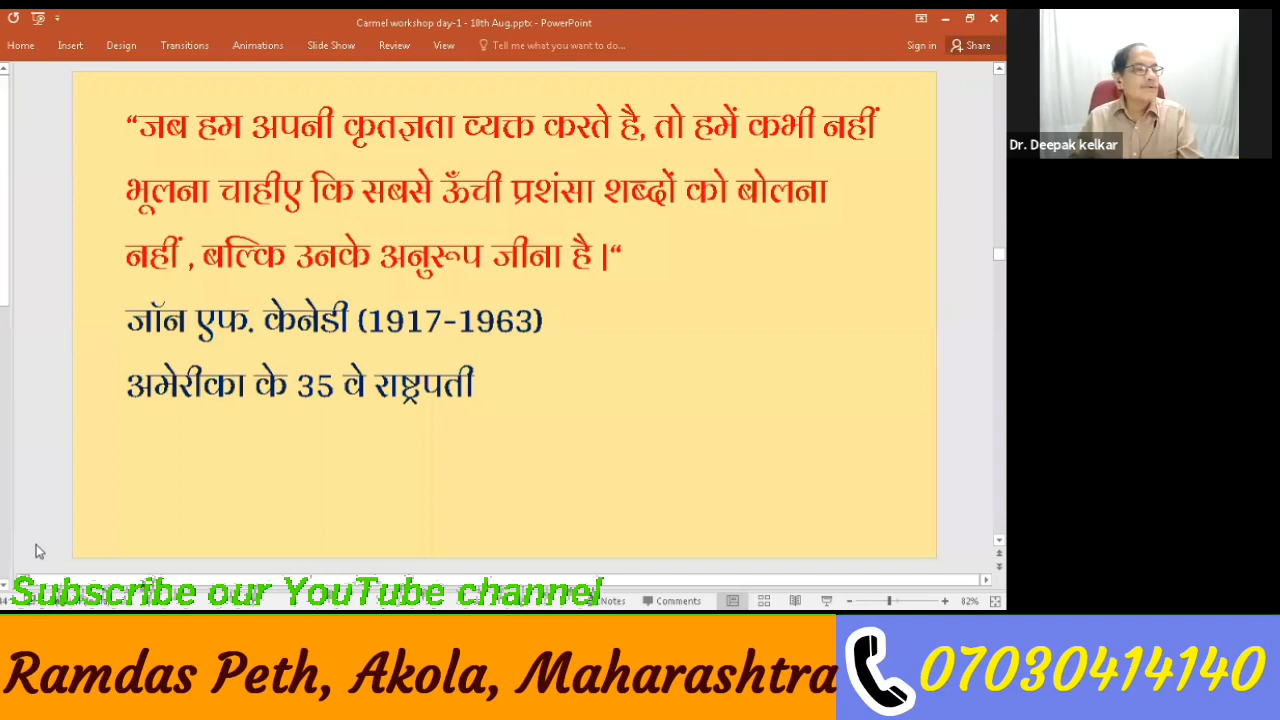 Carmel workshop day-1 - 10th Aug.pptx - PowerPoint
Home Insert Design Transitions Animations Slide Show Review View Tell me what you want to do... Sign in Share
“जब हम अपनी कृतज्ञता व्यक्त करते है, तो हमें कभी नहीं
भूलना चाहीए कि सबसे ऊँची प्रशंसा शब्दों को बोलना
नहीं , बल्कि उनके अनुरूप जीना है |“
जॉन एफ. केनेडी (1917-1963)
अमेरीका के 35 वे राष्ट्रपती
Dr. Deepak kelkar
Subscribe our YouTube channel
Notes Comments 82%
Ramdas Peth, Akola, Maharashtra
07030414140